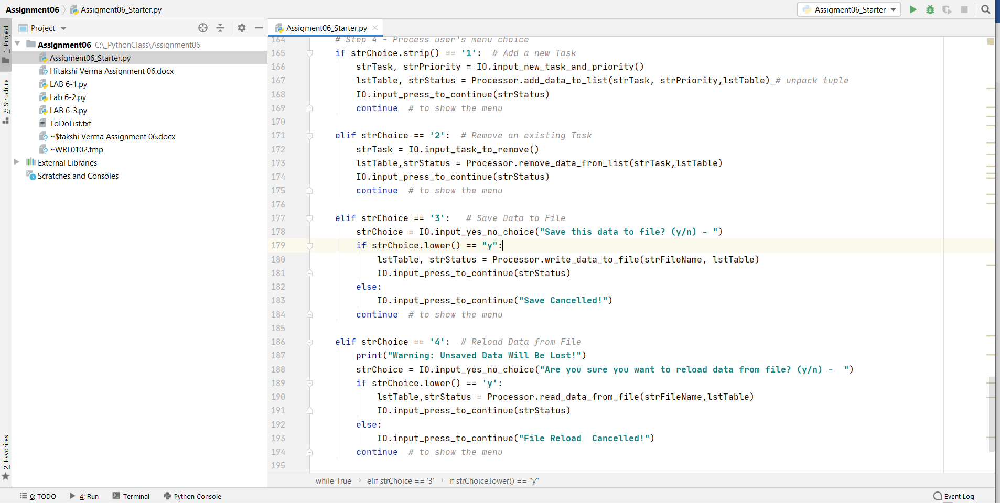 Assignment06
Assigment06_Starter.py
Assigment06_Starter
1: Project
Project
Assigment06_Starter.py
Assignment06 C:\_PythonClass\Assignment06
Assigment06_Starter.py
Hitakshi Verma Assignment 06.docx
LAB 6-1.py
Lab 6-2.py
LAB 6-3.py
ToDoList.txt
~$takshi Verma Assignment 06.docx
~WRL0102.tmp
External Libraries
Scratches and Consoles
7: Structure
2: Favorites
164 # Step 4 - Process user's menu choice
165 if strChoice.strip() == '1':  # Add a new Task
166 strTask, strPriority = IO.input_new_task_and_priority()
167 lstTable, strStatus = Processor.add_data_to_list(strTask, strPriority,lstTable) # unpack tuple
168 IO.input_press_to_continue(strStatus)
169 continue  # to show the menu
170
171 elif strChoice == '2':  # Remove an existing Task
172 strTask = IO.input_task_to_remove()
173 lstTable,strStatus = Processor.remove_data_from_list(strTask,lstTable)
174 IO.input_press_to_continue(strStatus)
175 continue  # to show the menu
176
177 elif strChoice == '3':   # Save Data to File
178 strChoice = IO.input_yes_no_choice("Save this data to file? (y/n) - ")
179 if strChoice.lower() == "y":
180 lstTable, strStatus = Processor.write_data_to_file(strFileName, lstTable)
181 IO.input_press_to_continue(strStatus)
182 else:
183 IO.input_press_to_continue("Save Cancelled!")
184 continue  # to show the menu
185
186 elif strChoice == '4':  # Reload Data from File
187 print("Warning: Unsaved Data Will Be Lost!")
188 strChoice = IO.input_yes_no_choice("Are you sure you want to reload data from file? (y/n) -  ")
189 if strChoice.lower() == 'y':
190 lstTable,strStatus = Processor.read_data_from_file(strFileName,lstTable)
191 IO.input_press_to_continue(strStatus)
192 else:
193 IO.input_press_to_continue("File Reload  Cancelled!")
194 continue  # to show the menu
195
while True › elif strChoice == '3' › if strChoice.lower() == "y"
6: TODO
4: Run
Terminal
Python Console
Event Log